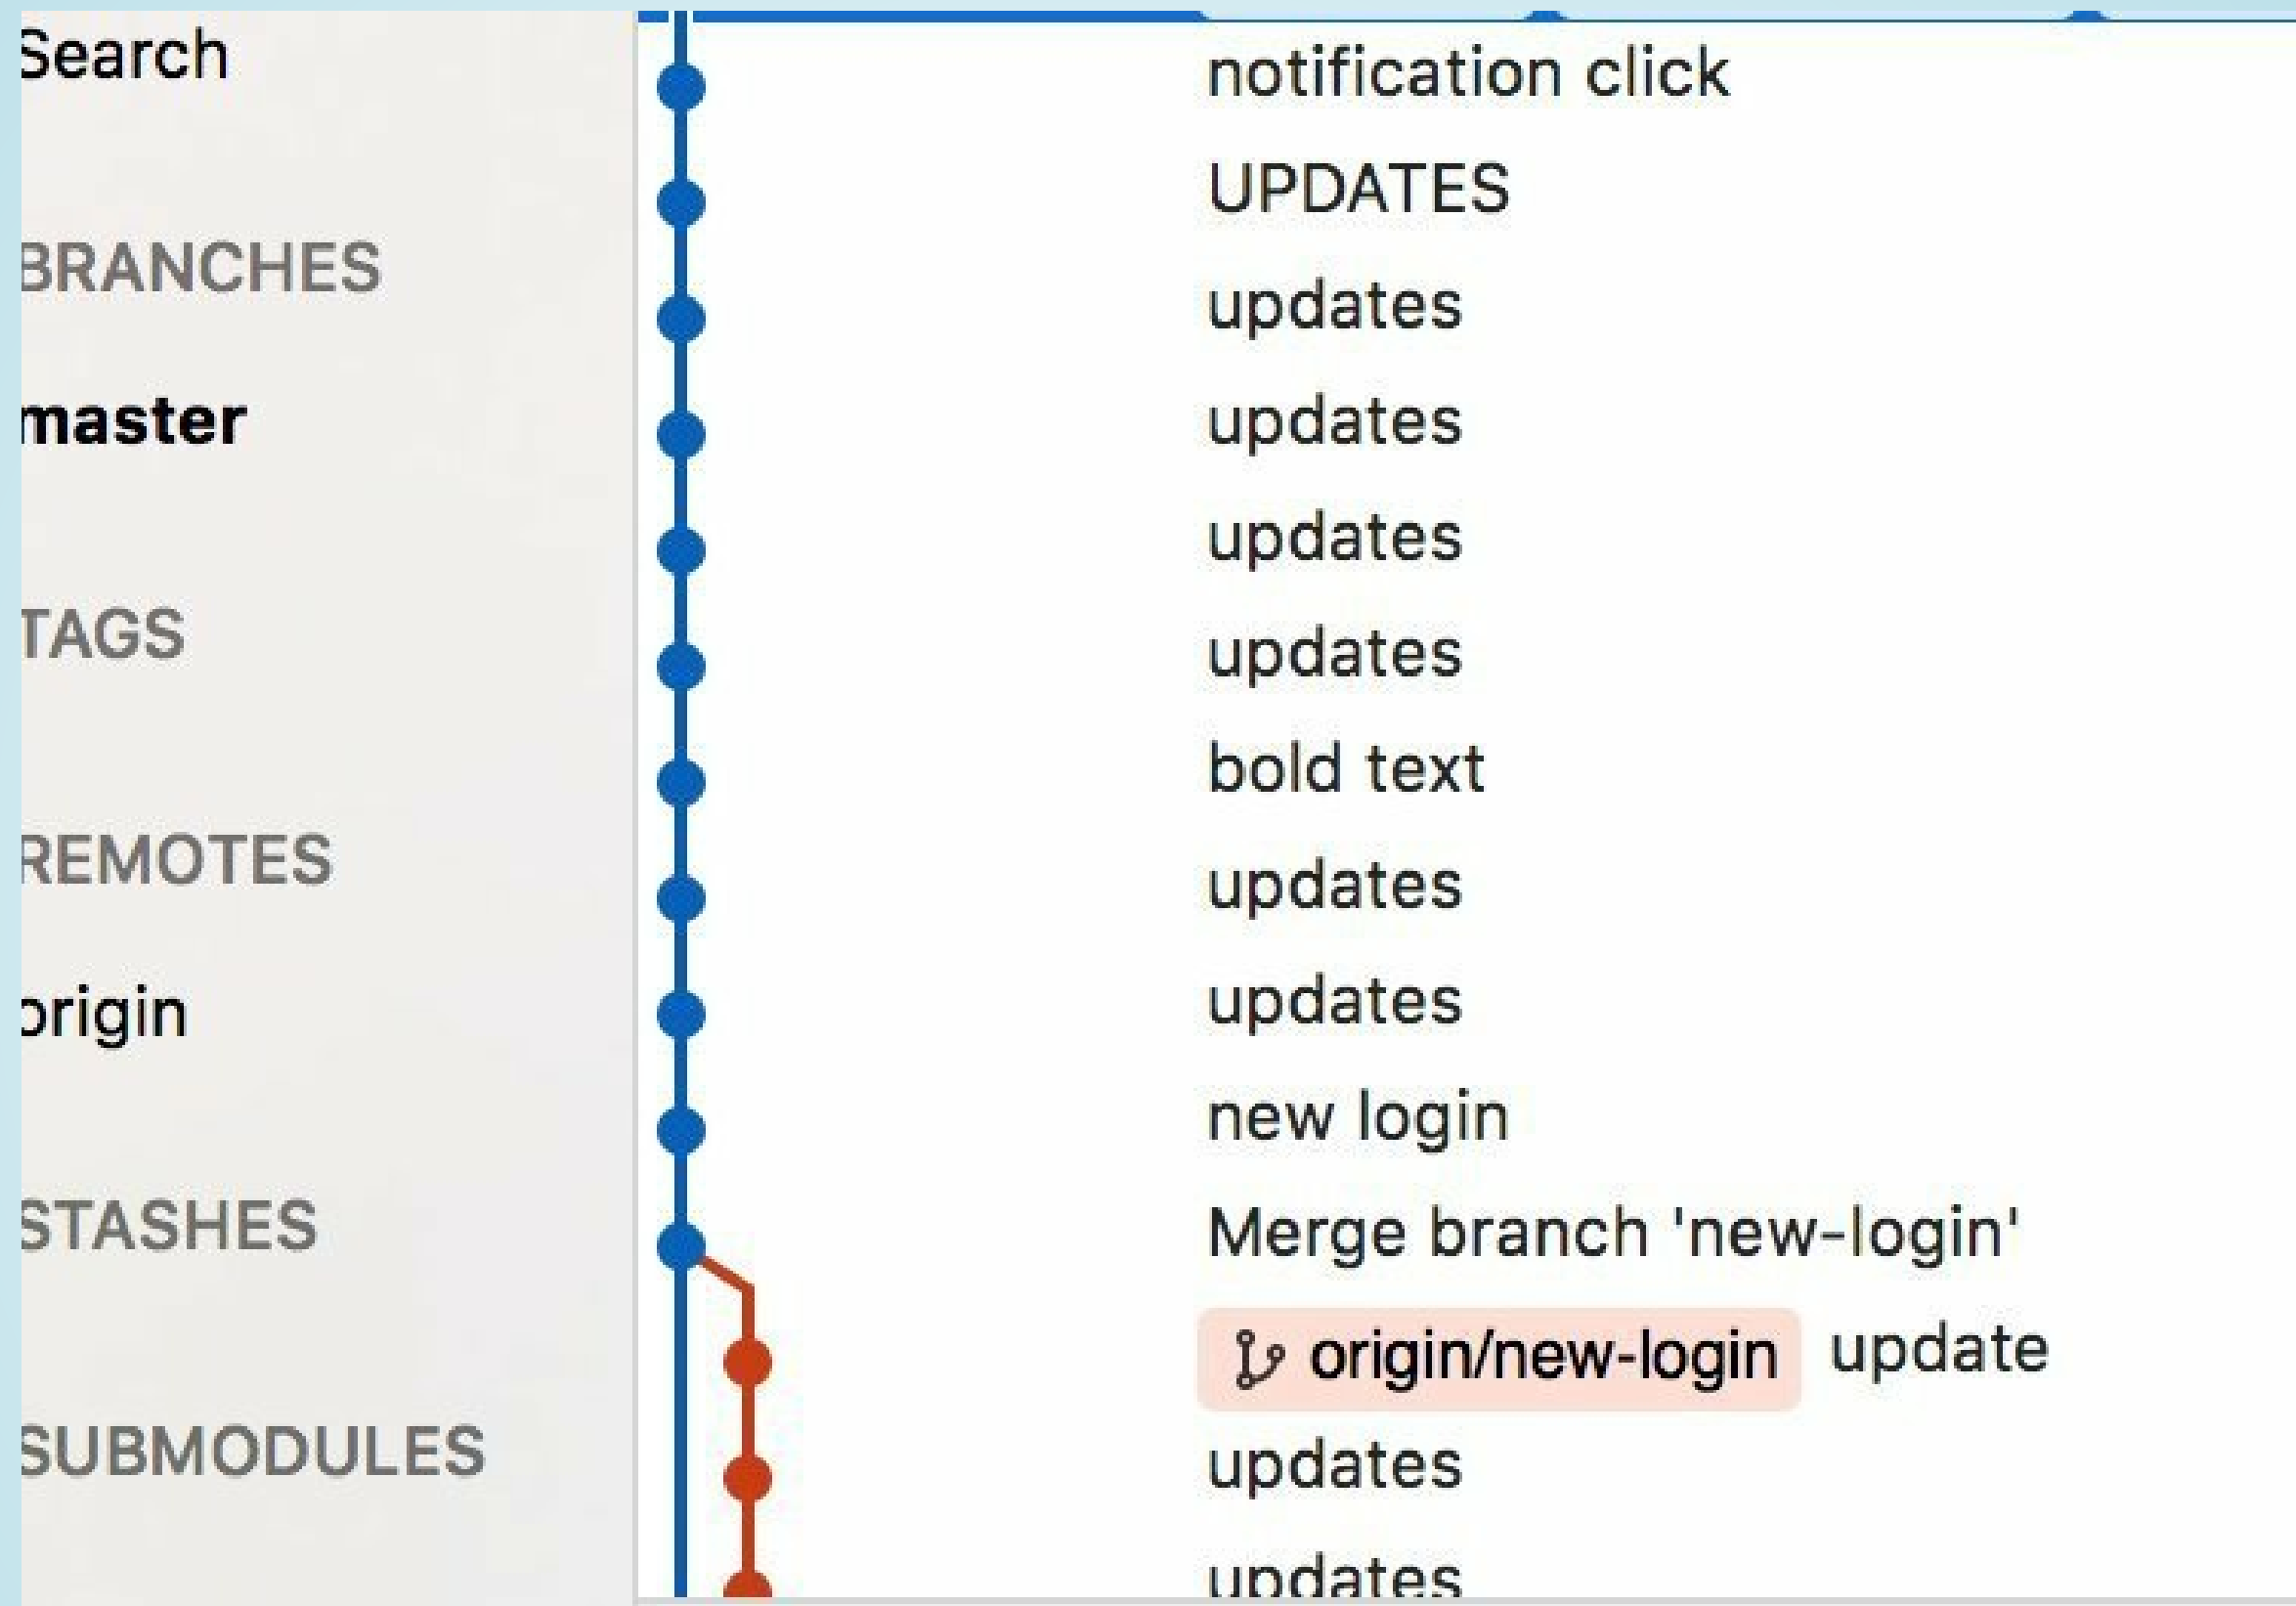 Search
BRANCHES
master
TAGS
REMOTES
origin
STASHES
SUBMODULES
notification click
UPDATES
updates
updates
updates
updates
bold text
updates
updates
new login
Merge branch 'new-login'
origin/new-login update
updates
updates